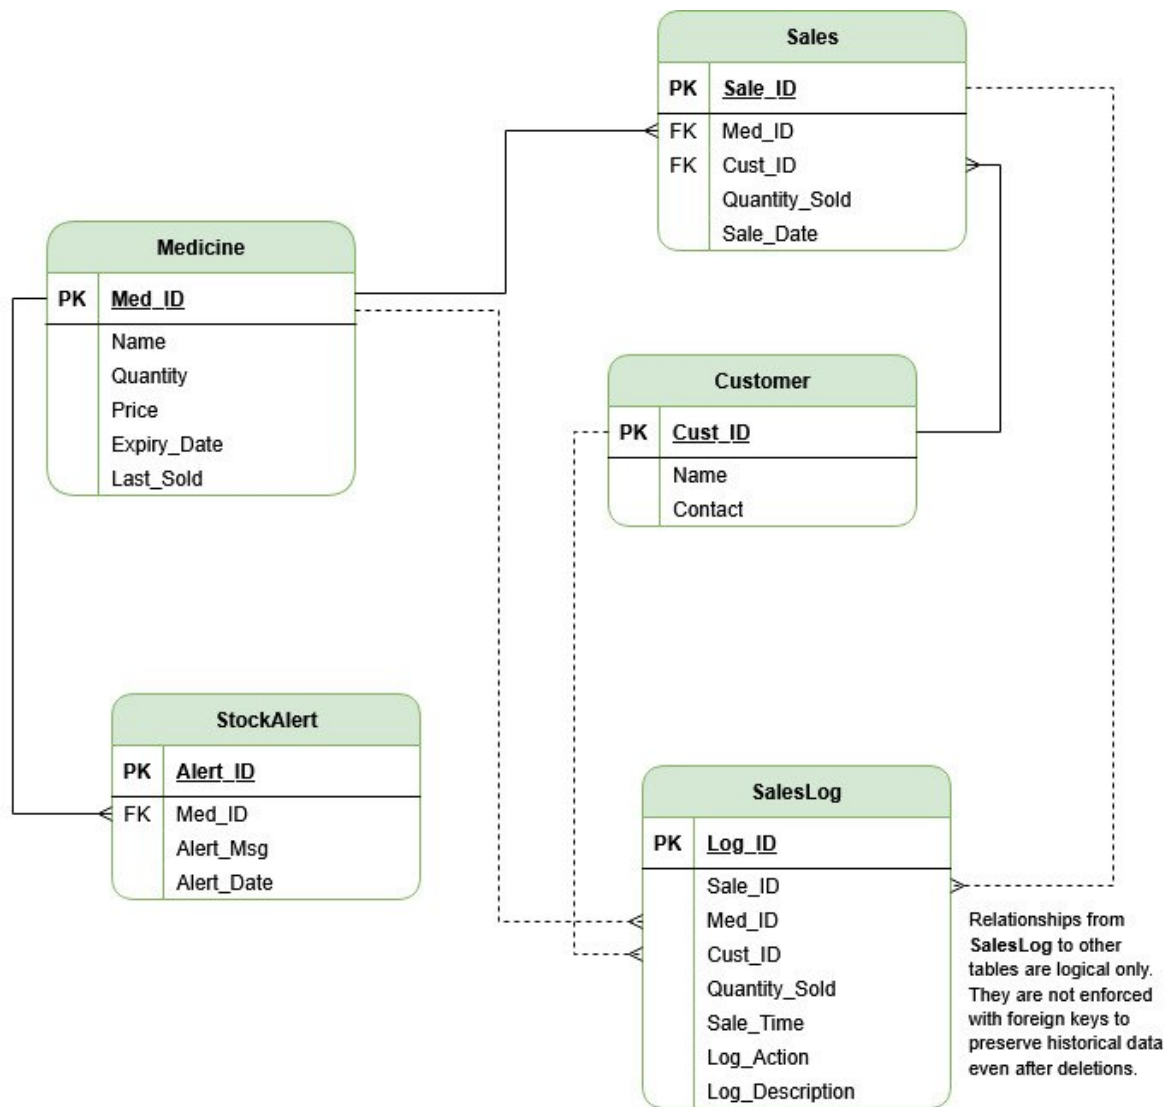 Sales
PK Sale_ID
FK Med_ID
FK Cust_ID
Quantity_Sold
Sale_Date
Medicine
PK Med_ID
Name
Quantity
Price
Expiry_Date
Last_Sold
Customer
PK Cust_ID
Name
Contact
StockAlert
PK Alert_ID
FK Med_ID
Alert_Msg
Alert_Date
SalesLog
PK Log_ID
Sale_ID
Med_ID
Cust_ID
Quantity_Sold
Sale_Time
Log_Action
Log_Description
Relationships from
SalesLog to other
tables are logical only.
They are not enforced
with foreign keys to
preserve historical data
even after deletions.